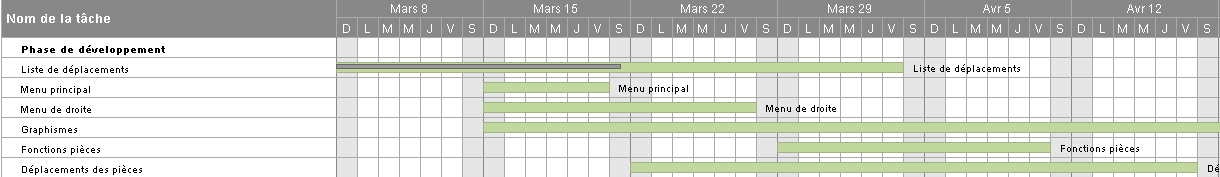 Nom de la tâche
Mars 8 Mars 15 Mars 22 Mars 29 Avr 5 Avr 12
D L M M J V S D L M M J V S D L M M J V S D L M M J V S D L M M J V S D L M M J V S
Phase de développement
Liste de déplacements Liste de déplacements
Menu principal Menu principal
Menu de droite Menu de droite
Graphismes
Fonctions pièces Fonctions pièces
Déplacements des pièces Dé